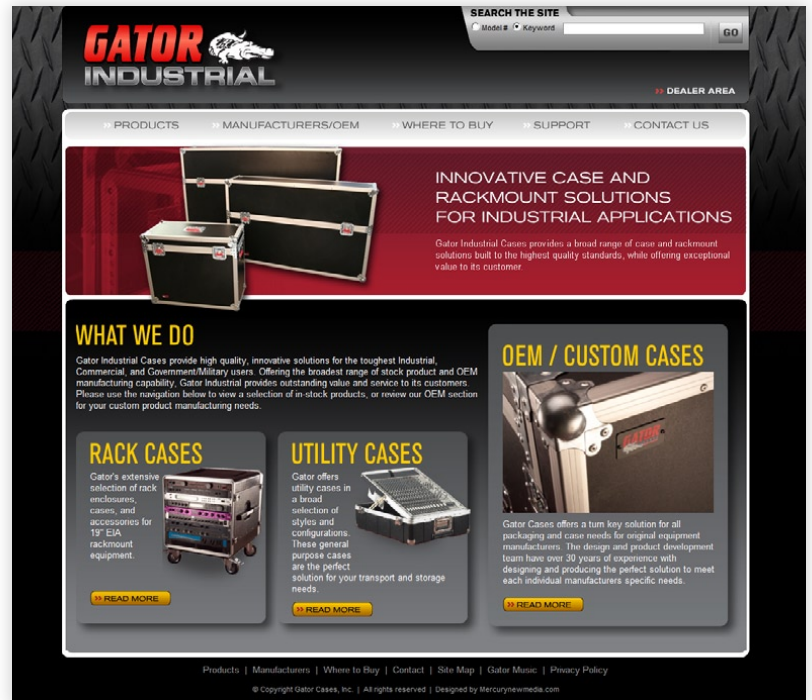 SEARCH THE SITE
Model # Keyword
GO
GATOR
INDUSTRIAL
>> DEALER AREA
>> PRODUCTS >> MANUFACTURERS/OEM >> WHERE TO BUY >> SUPPORT >> CONTACT US
INNOVATIVE CASE AND
RACKMOUNT SOLUTIONS
FOR INDUSTRIAL APPLICATIONS
Gator Industrial Cases provides a broad range of case and rackmount
solutions built to the highest quality standards, while offering exceptional
value to its customer.
WHAT WE DO
Gator Industrial Cases provide high quality, innovative solutions for the toughest Industrial,
Commercial, and Government/Military users. Offering the broadest range of stock product and OEM
manufacturing capability, Gator Industrial provides outstanding value and service to its customers.
Please use the navigation below to view a selection of in-stock products, or review our OEM section
for your custom product manufacturing needs.
RACK CASES
Gator's extensive
selection of rack
enclosures,
cases, and
accessories for
19" EIA
rackmount
equipment.
>> READ MORE
UTILITY CASES
Gator offers
utility cases in
a broad
selection of
styles and
configurations.
These general
purpose cases
are the perfect
solution for your transport and storage
needs.
>> READ MORE
OEM / CUSTOM CASES
GATOR
Gator Cases offers a turn key solution for all
packaging and case needs for original equipment
manufacturers. The design and product development
team have over 30 years of experience with
designing and producing the perfect solution to meet
each individual manufacturers specific needs.
>> READ MORE
Products | Manufacturers | Where to Buy | Contact | Site Map | Gator Music | Privacy Policy
© Copyright Gator Cases, Inc. | All rights reserved | Designed by Mercurynewmedia.com